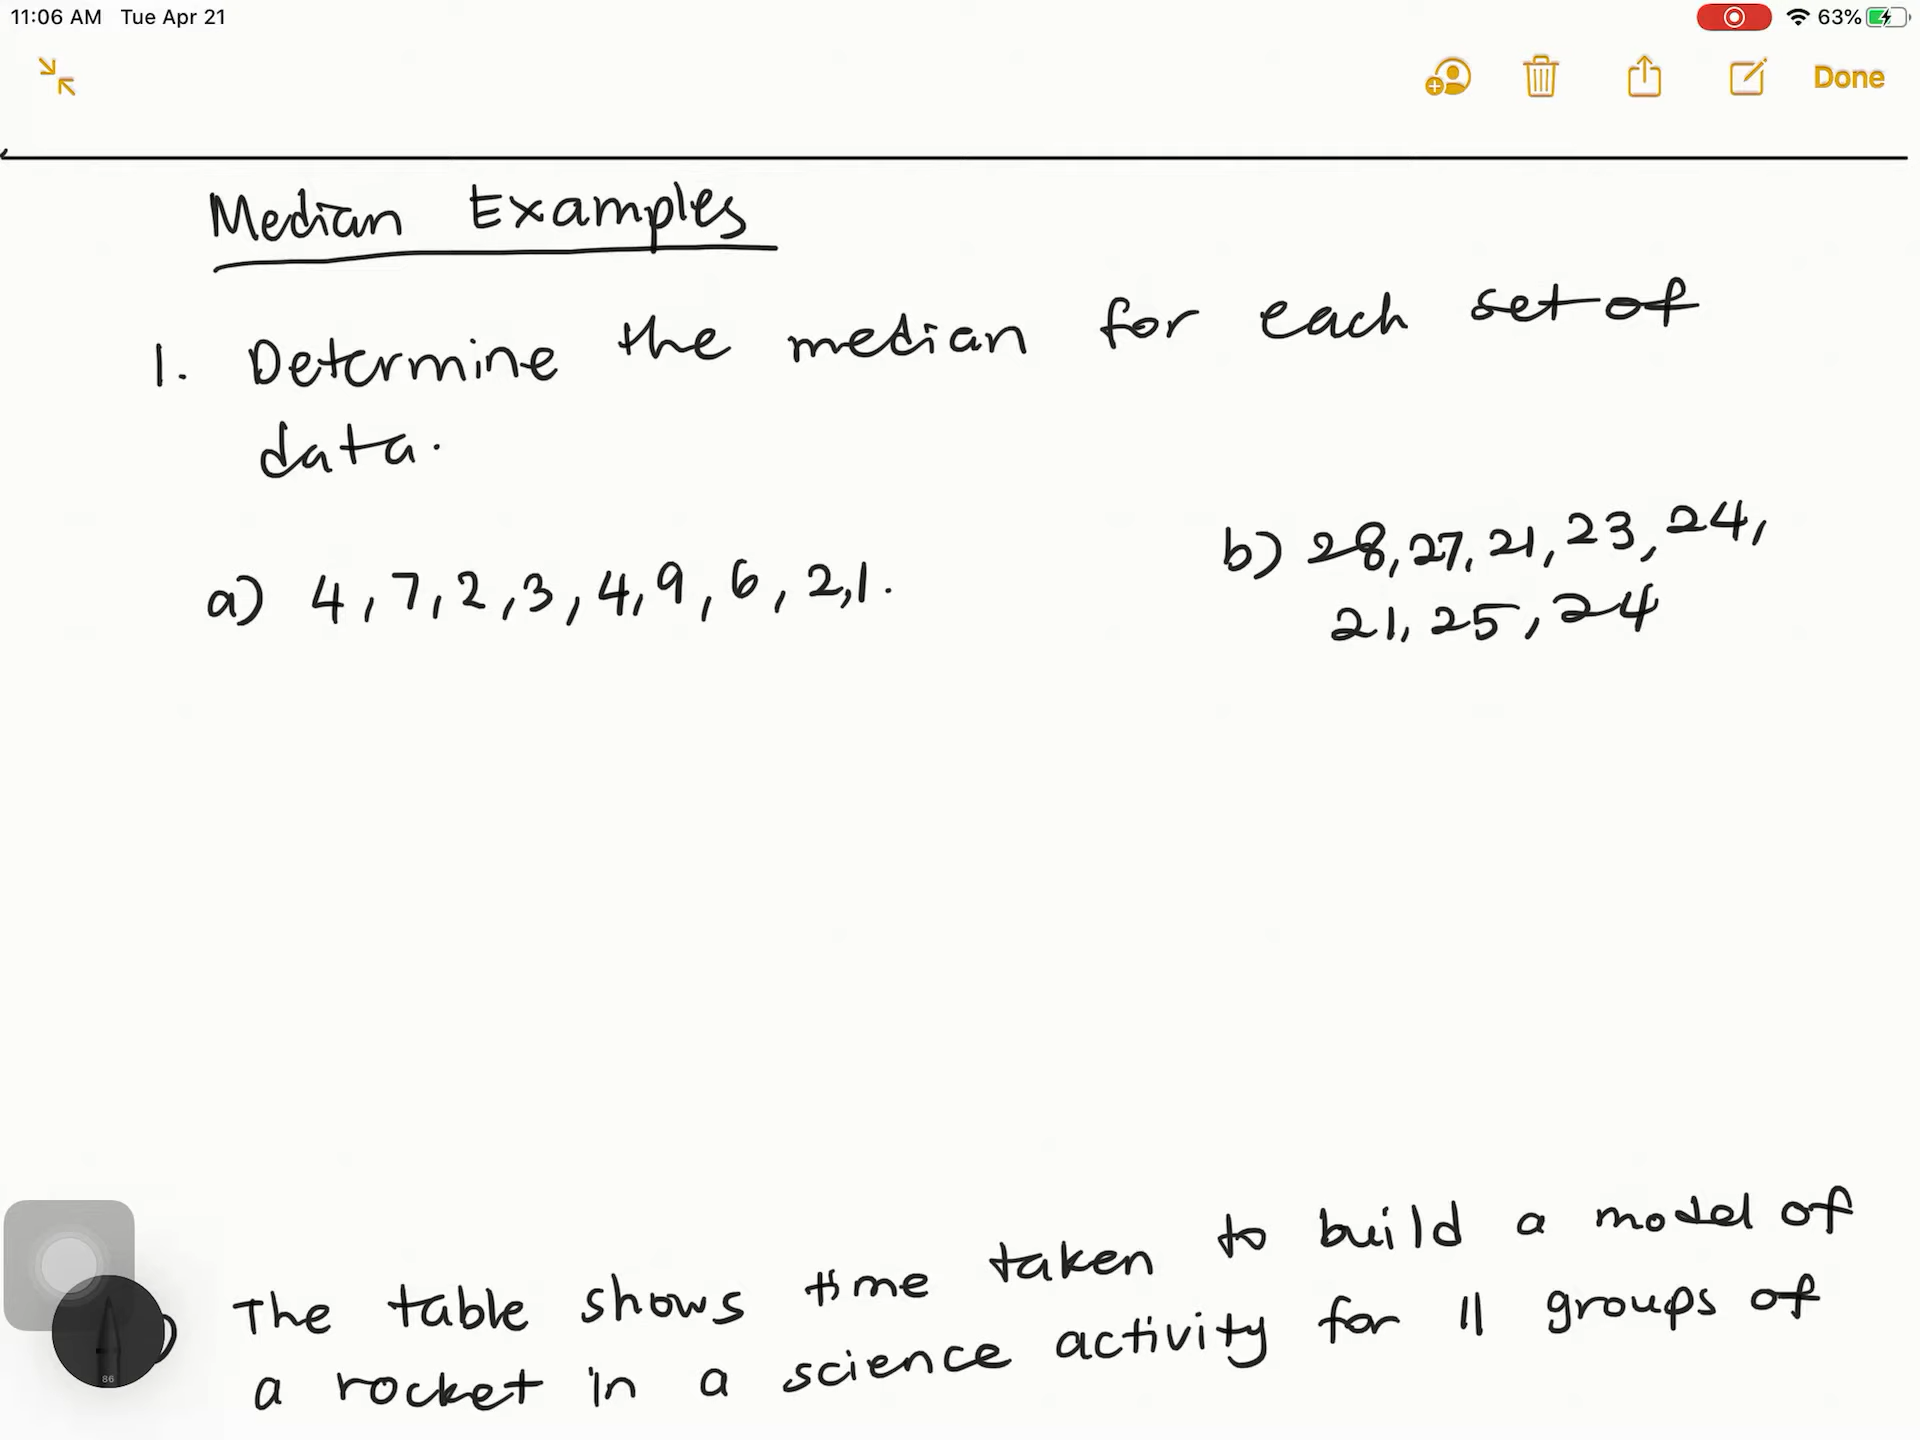 11:06 AM Tue Apr 21
63%
Done
Median Examples
1. Determine the median for each set of
data.
a) 4, 7, 2, 3, 4, 9, 6, 2, 1.
b) 28, 27, 21, 23, 24,
21, 25, 24
The table shows time taken to build a model of
a rocket in a science activity for 11 groups of
86